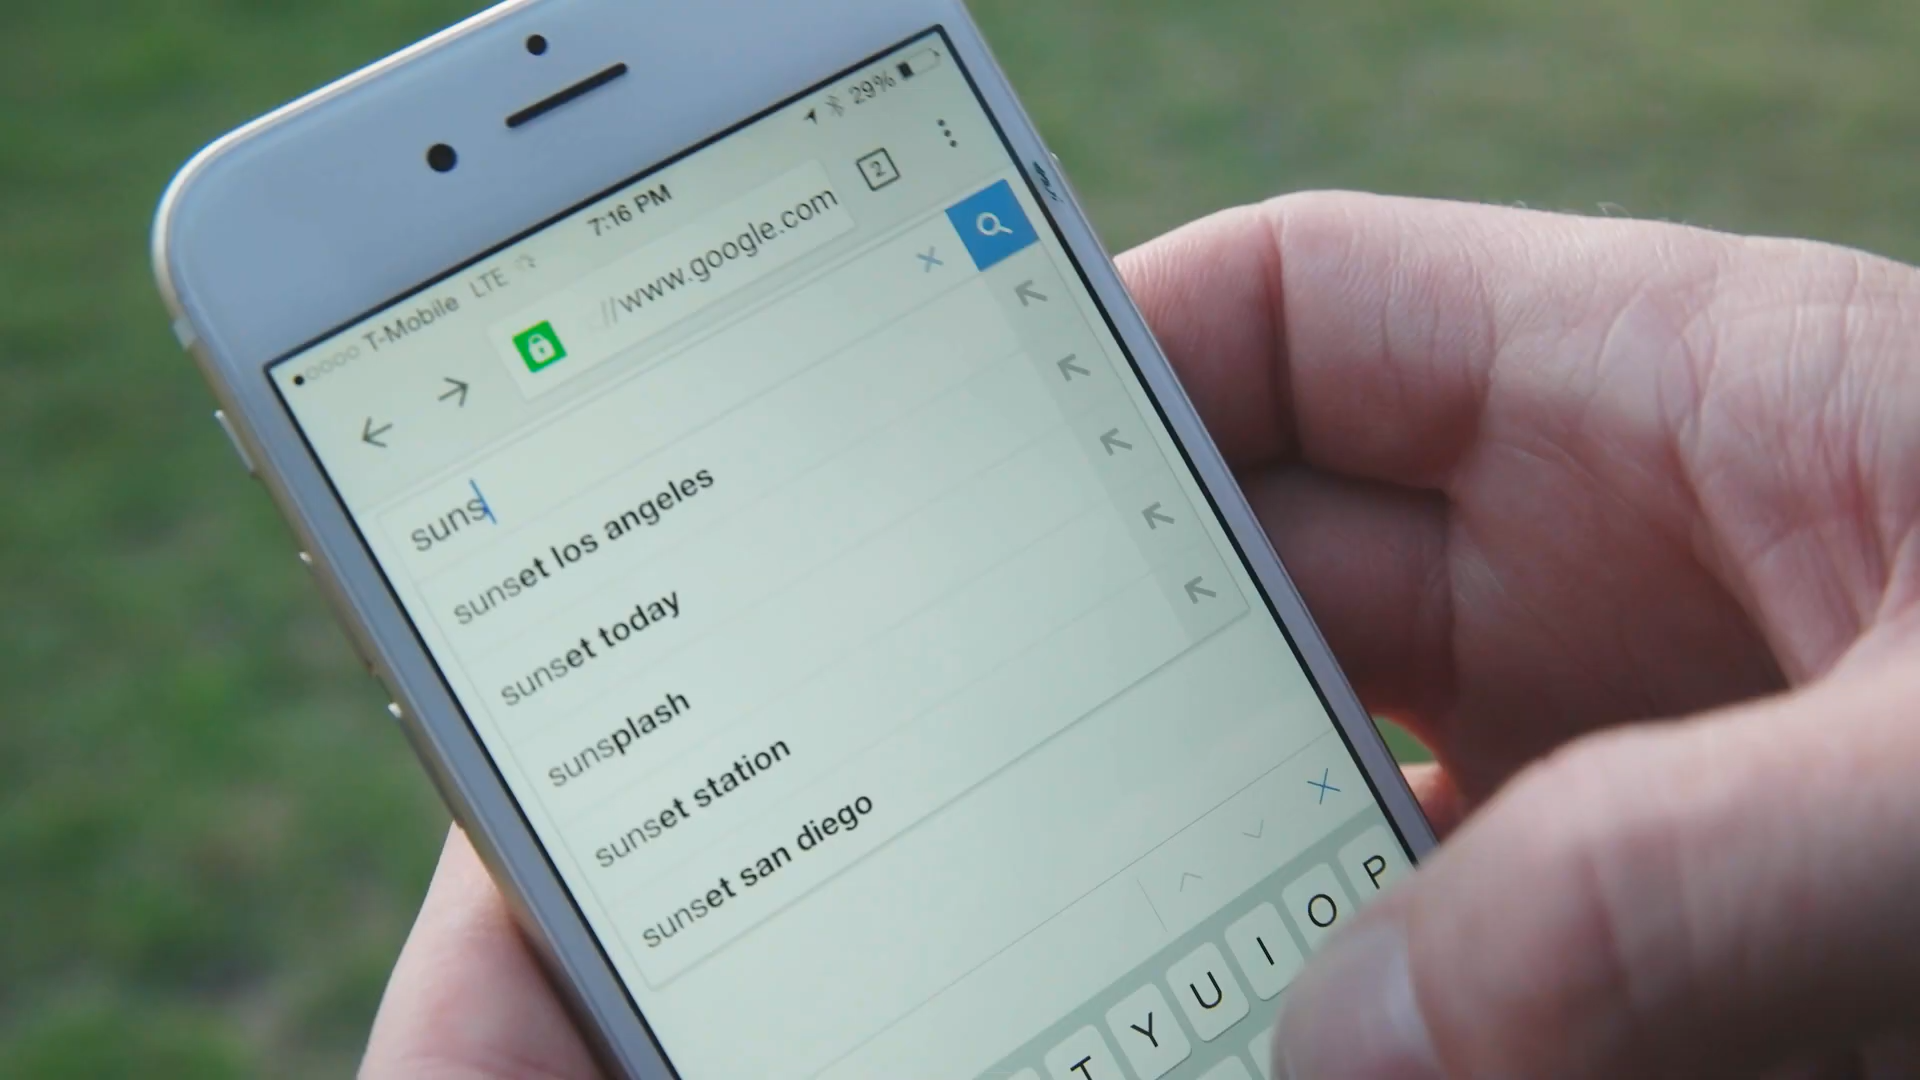 T-Mobile LTE 7:16 PM 29%
//www.google.com 2
suns
sunset los angeles
sunset today
sunsplash
sunset station
sunset san diego
T Y U I O P